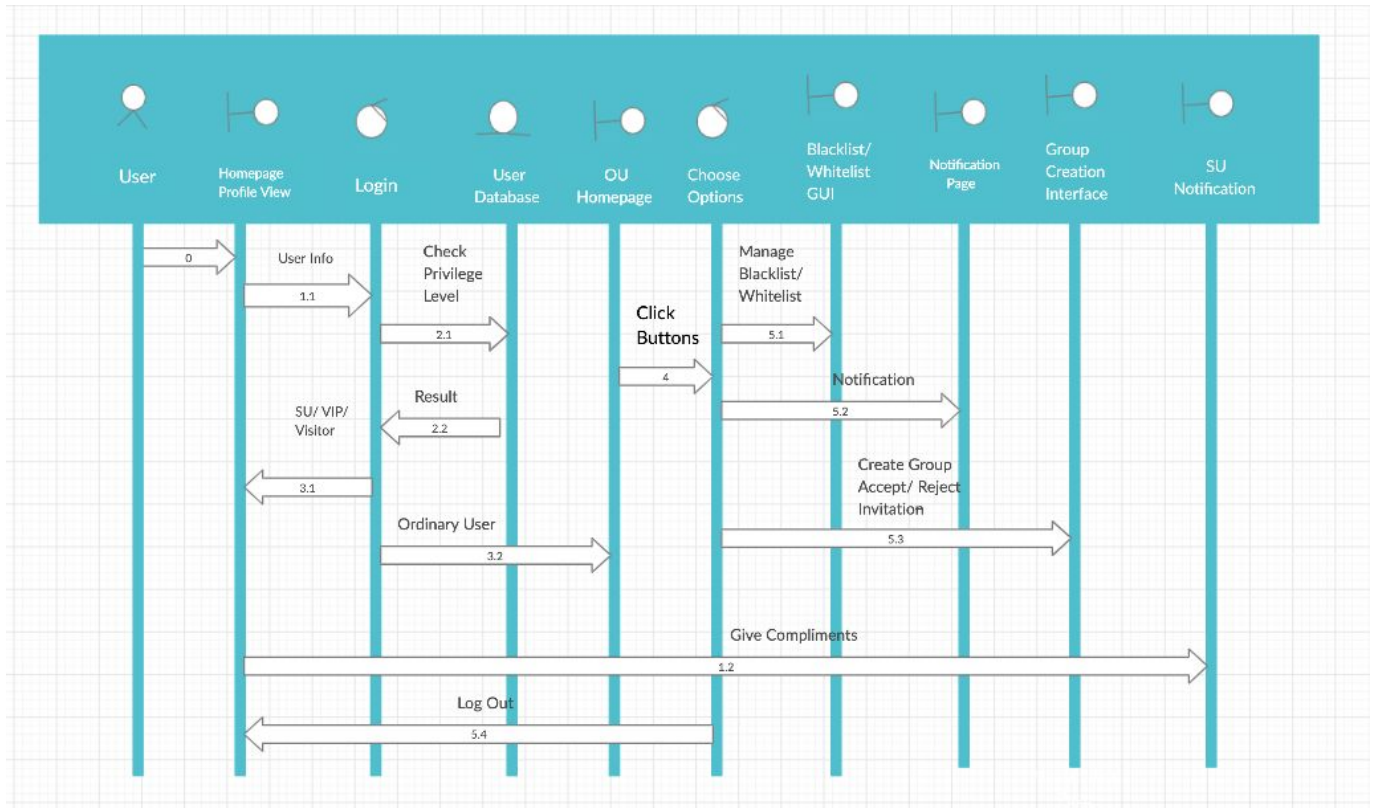 User
Homepage
Profile View
Login
User
Database
OU
Homepage
Choose
Options
Blacklist/
Whitelist
GUI
Notification
Page
Group
Creation
Interface
SU
Notification
0
User Info
1.1
Check
Privilege
Level
2.1
Manage
Blacklist/
Whitelist
5.1
Click
Buttons
4
Notification
5.2
Result
2.2
SU/ VIP/
Visitor
3.1
Create Group
Accept/ Reject
Invitation
5.3
Ordinary User
3.2
Give Compliments
1.2
Log Out
5.4